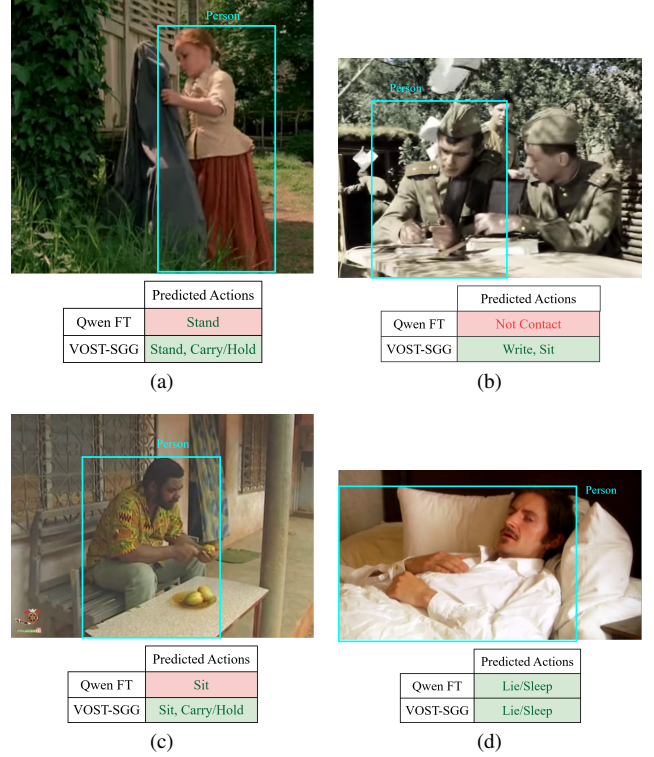 Person
Predicted Actions
Qwen FT Stand
VOST-SGG Stand, Carry/Hold
(a)
Person
Predicted Actions
Qwen FT Not Contact
VOST-SGG Write, Sit
(b)
Person
Predicted Actions
Qwen FT Sit
VOST-SGG Sit, Carry/Hold
(c)
Person
Predicted Actions
Qwen FT Lie/Sleep
VOST-SGG Lie/Sleep
(d)